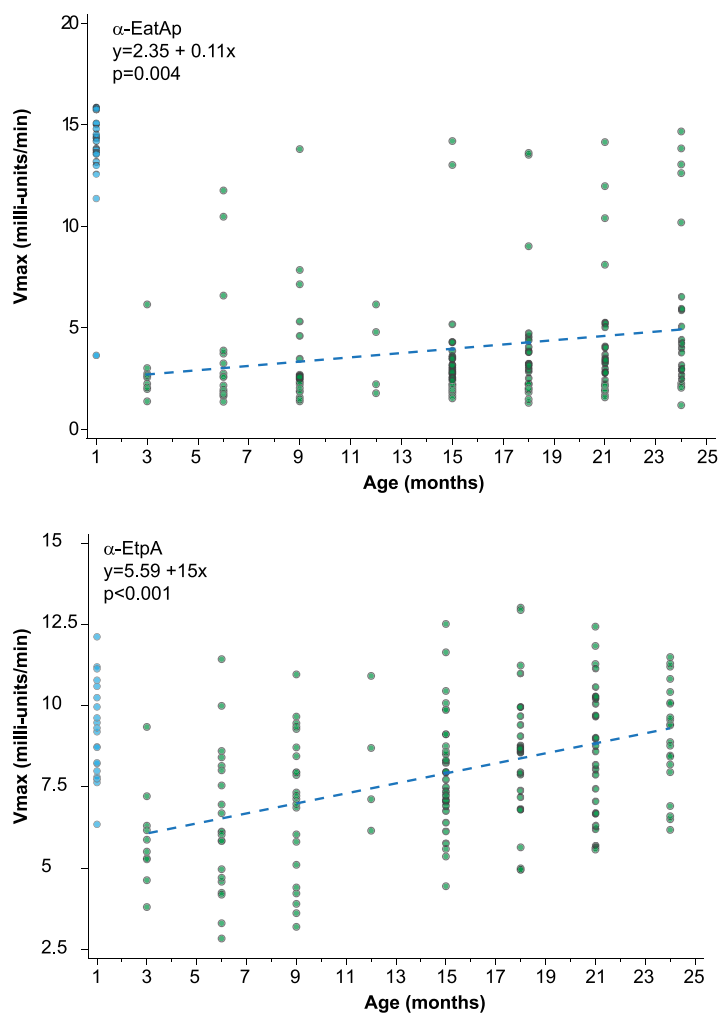 α-EatAp
y=2.35 + 0.11x
p=0.004
Vmax (milli-units/min)
20
15
10
5
0
1 3 5 7 9 11 13 15 17 19 21 23 25
Age (months)
α-EtpA
y=5.59 +15x
p<0.001
Vmax (milli-units/min)
15
12.5
10
7.5
5
2.5
1 3 5 7 9 11 13 15 17 19 21 23 25
Age (months)